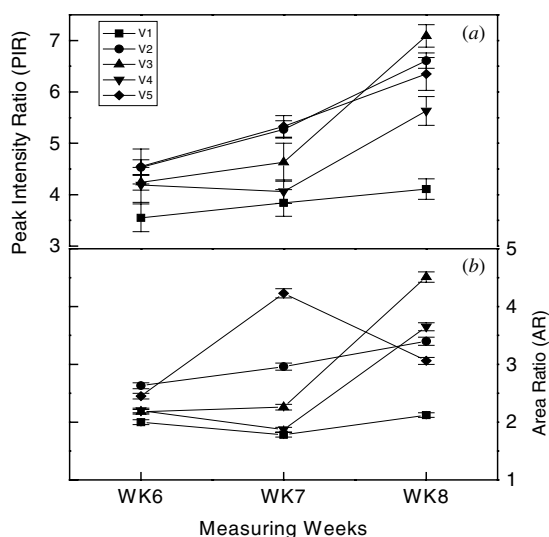 (a)
V1
V2
V3
V4
V5
Peak Intensity Ratio (PIR)
7
6
5
4
3
(b)
5
4
3
2
1
Area Ratio (AR)
WK6 WK7 WK8
Measuring Weeks